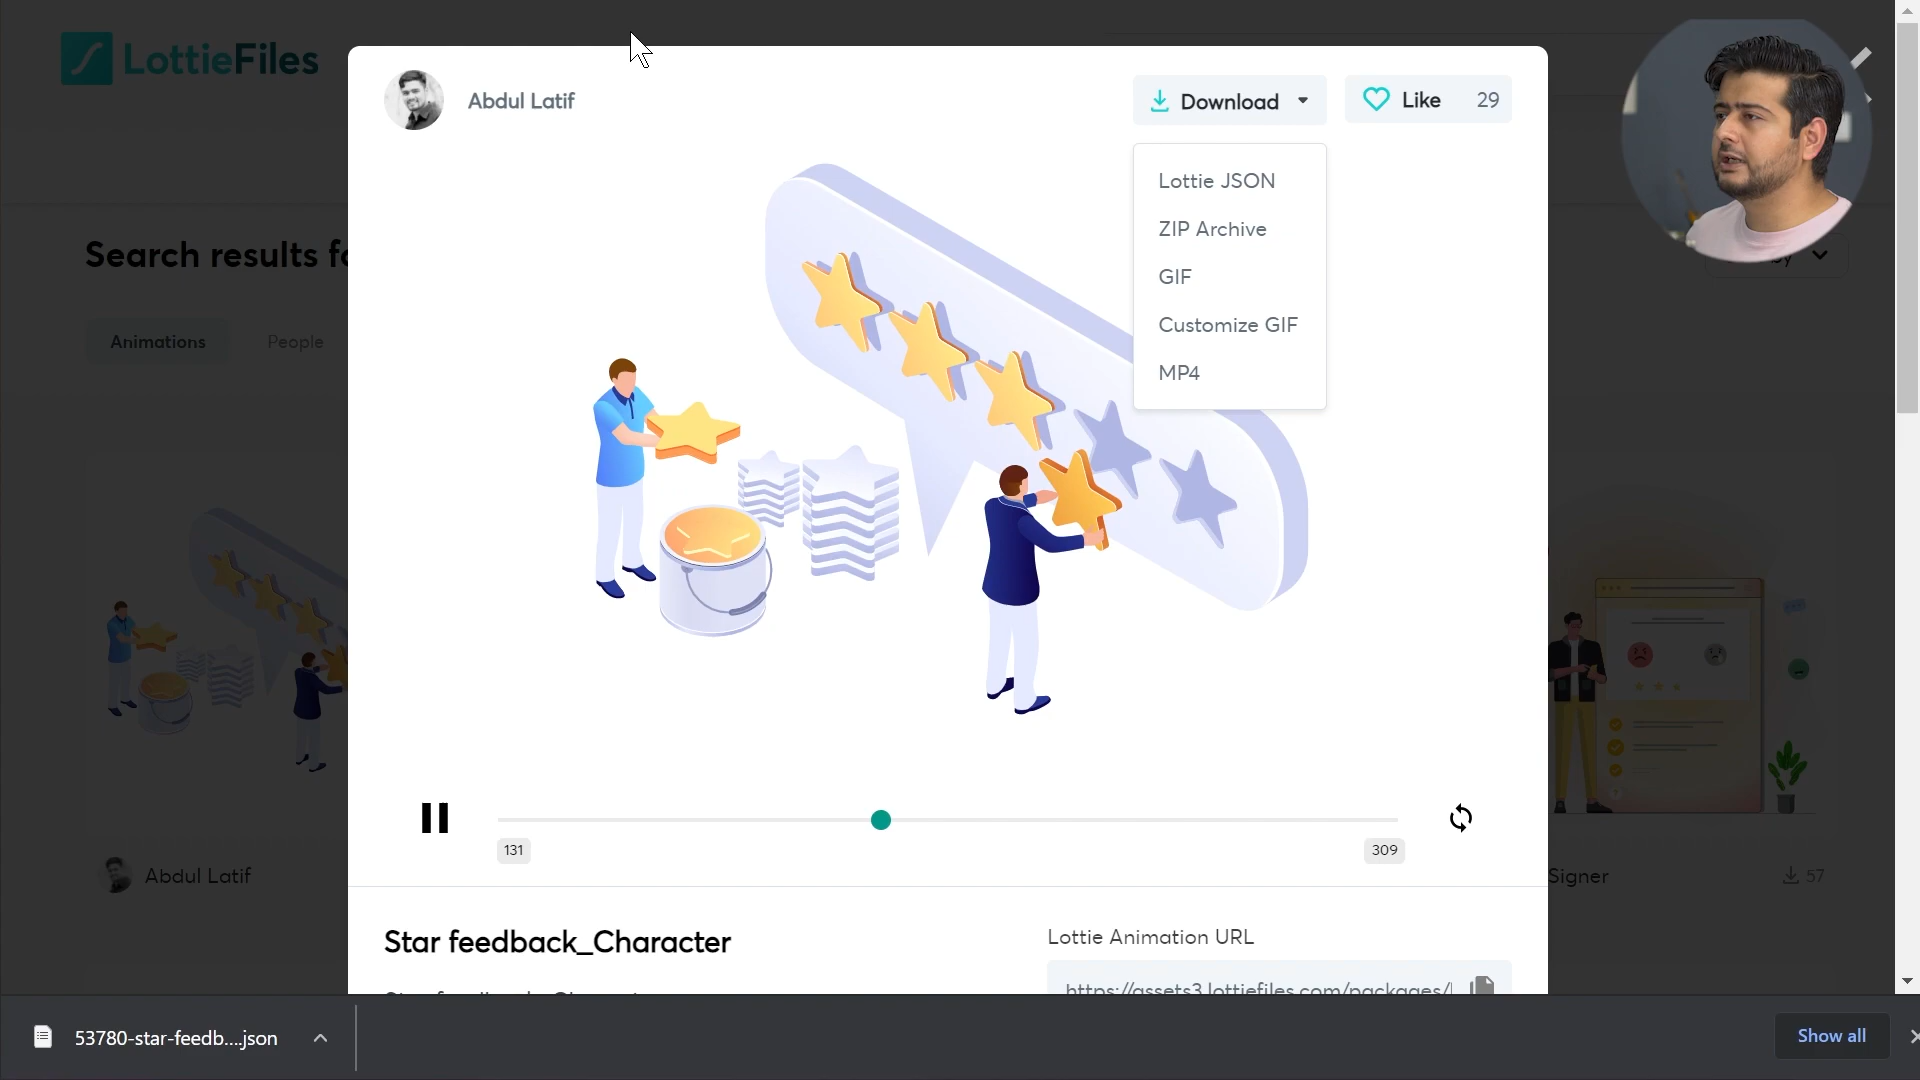 LottieFiles
Abdul Latif
Download
Like 29
Lottie JSON
ZIP Archive
GIF
Customize GIF
MP4
Search results fo
by
Animations People
131
309
Abdul Latif
Signer
57
Star feedback_Character
Lottie Animation URL
https://assets3.lottiefiles.com/packages/l
53780-star-feedb....json
Show all